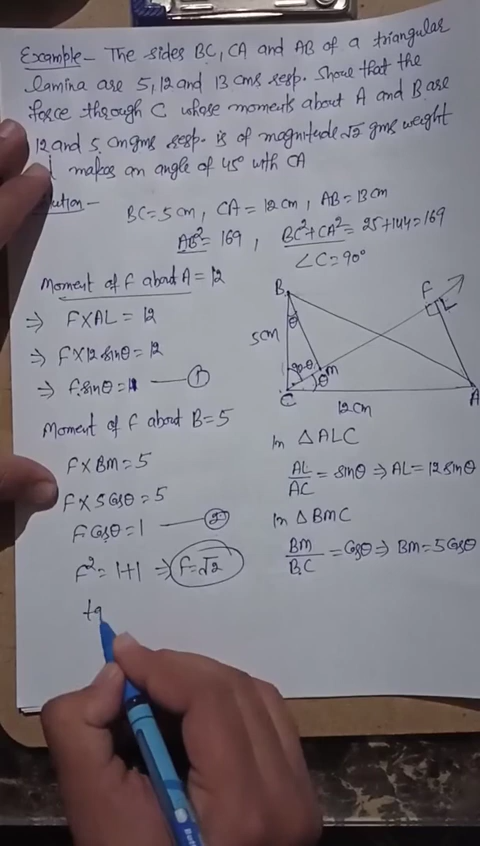 Example - The sides BC, CA and AB of a triangular
lamina are 5, 12 and 13 cms resp. Show that the
force through C whose moments about A and B are
12 and 5 cm gms resp. is of magnitude √2 gms weight
makes an angle of 45° with CA
ution -
BC = 5 cm, CA = 12 cm, AB = 13 cm
AB² = 169, BC² + CA² = 25 + 144 = 169
∠C = 90°
Moment of F about A = 12
⇒ F × AL = 12
⇒ F × 12 sinθ = 12
⇒ F. sinθ = 1 — ①
Moment of F about B = 5
F × BM = 5
F × 5 Cosθ = 5
F Cosθ = 1 — ②
F² = 1 + 1 ⇒ F = √2
ta
B
F
L
5cm
θ
90-θ
M
θ
C
12cm
A
In △ ALC
AL/AC = sinθ ⇒ AL = 12 sinθ
In △ BMC
BM/BC = Cosθ ⇒ BM = 5 Cosθ